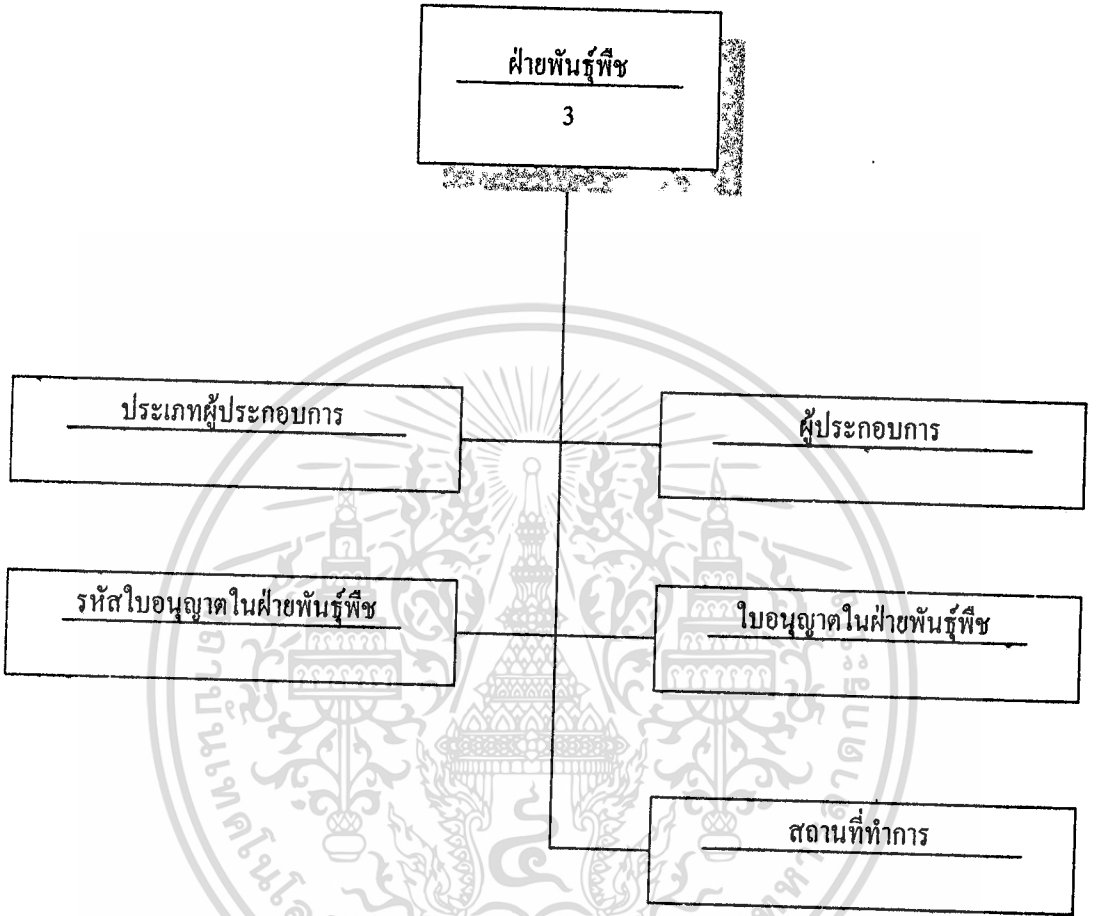 ฝ่ายพันธุ์พืช
3
ประเภทผู้ประกอบการ
ผู้ประกอบการ
รหัสใบอนุญาตในฝ่ายพันธุ์พืช
ใบอนุญาตในฝ่ายพันธุ์พืช
สถานที่ทำการ